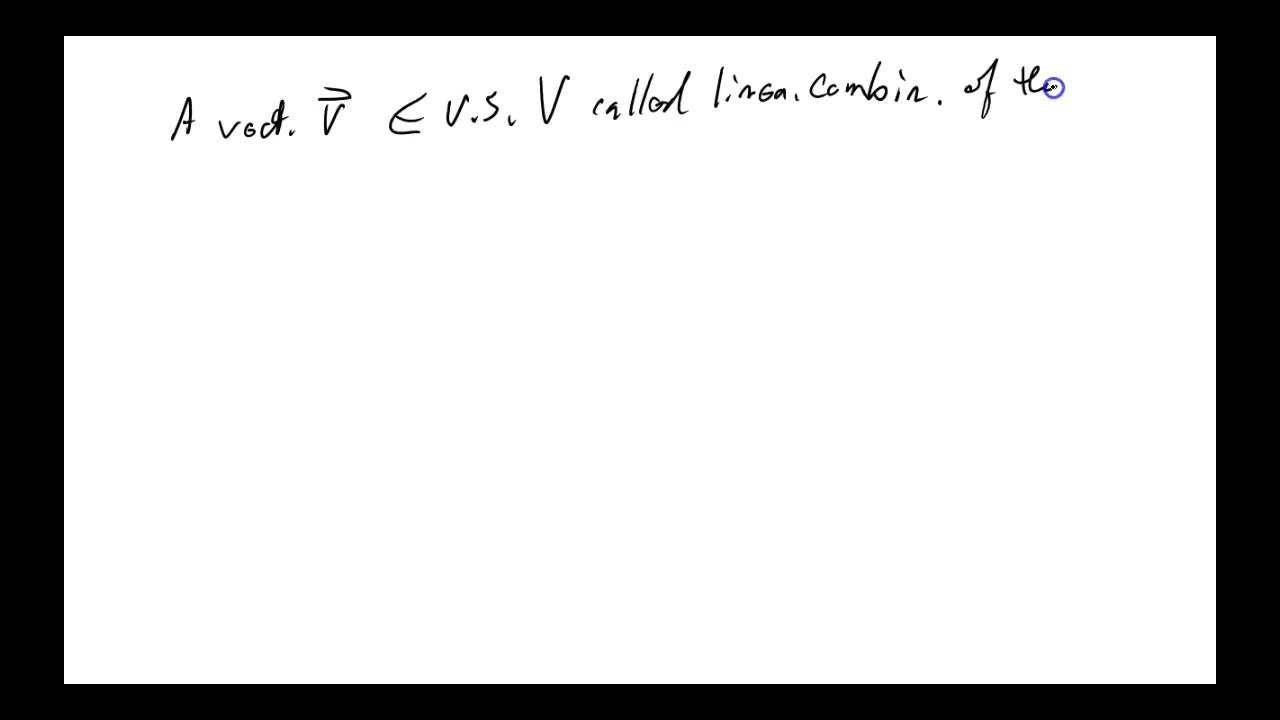 A vect. v⃗ ∈ v.s. V called linea. combin. of the